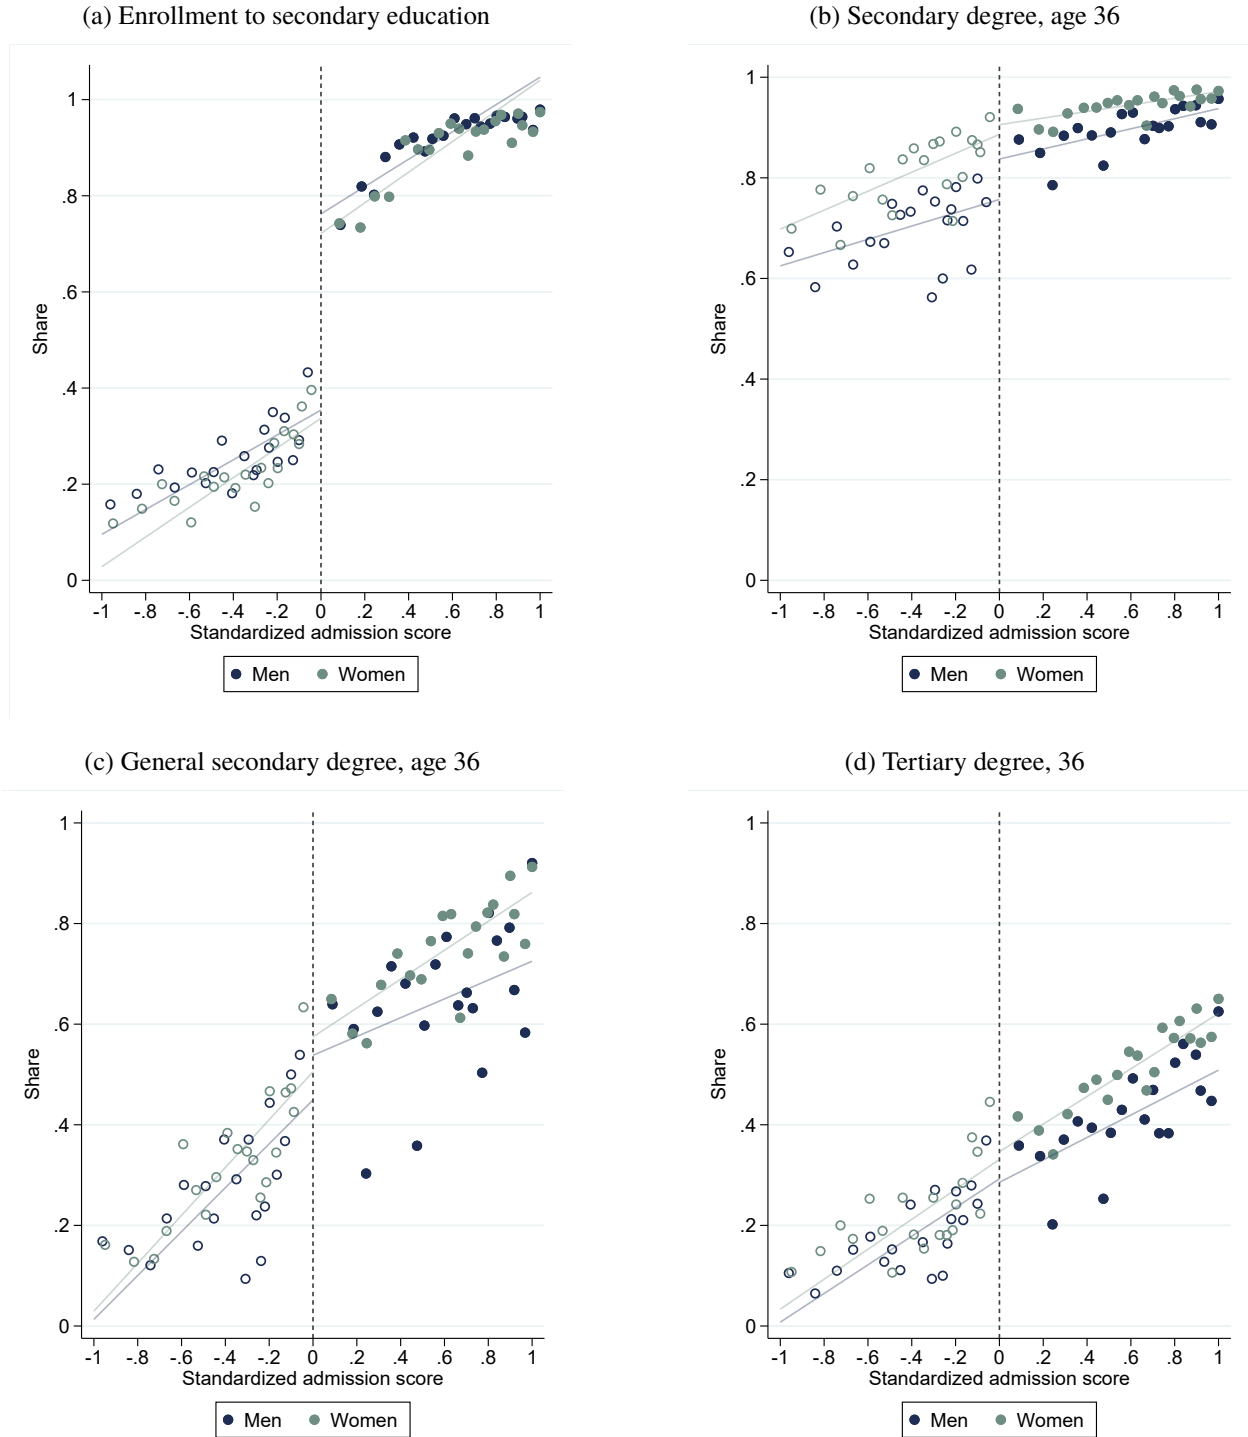 (a) Enrollment to secondary education
1
.8
.6
.4
.2
0
Share
-1 -.8 -.6 -.4 -.2 0 .2 .4 .6 .8 1
Standardized admission score
Men Women
(b) Secondary degree, age 36
1
.8
.6
.4
.2
0
Share
-1 -.8 -.6 -.4 -.2 0 .2 .4 .6 .8 1
Standardized admission score
Men Women
(c) General secondary degree, age 36
1
.8
.6
.4
.2
0
Share
-1 -.8 -.6 -.4 -.2 0 .2 .4 .6 .8 1
Standardized admission score
Men Women
(d) Tertiary degree, 36
1
.8
.6
.4
.2
0
Share
-1 -.8 -.6 -.4 -.2 0 .2 .4 .6 .8 1
Standardized admission score
Men Women